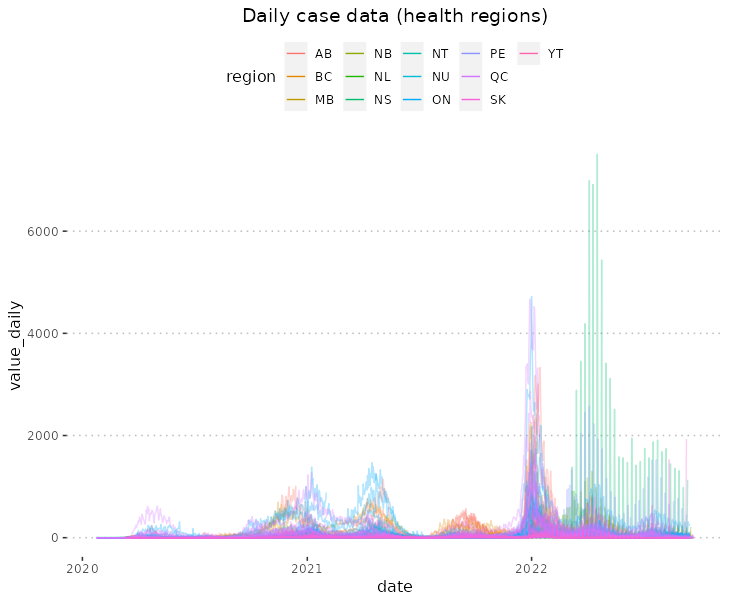 Daily case data (health regions)
region
AB NB NT PE YT
BC NL NU QC
MB NS ON SK
value_daily
6000
4000
2000
0
2020 2021 2022
date